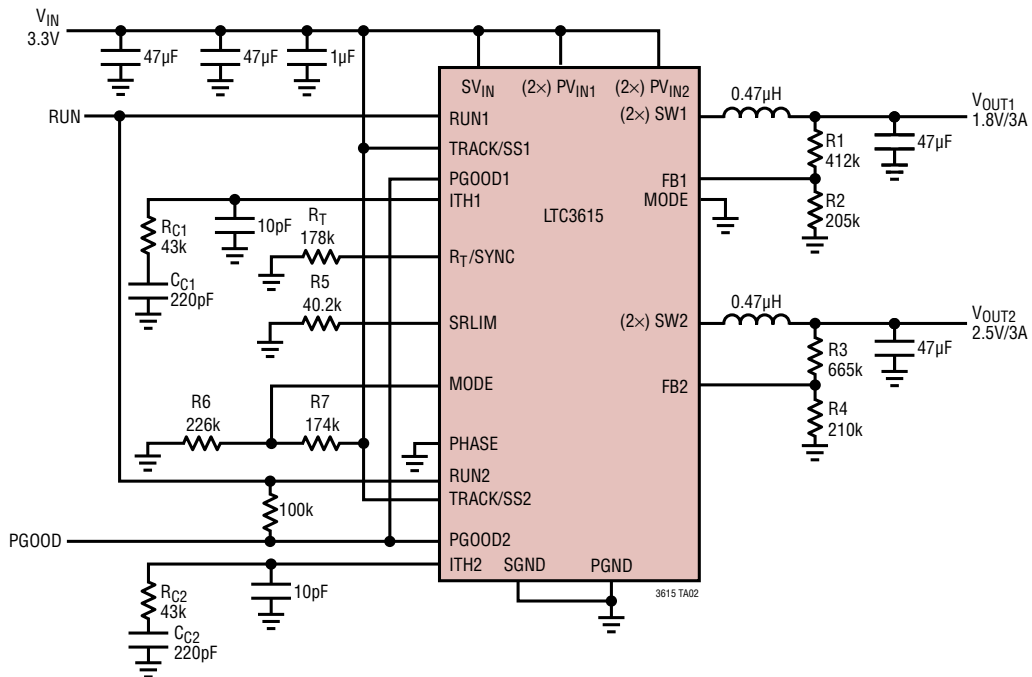 VIN
3.3V
47µF
47µF
1µF
SVIN
(2×) PVIN1
(2×) PVIN2
RUN
RUN1
(2×) SW1
0.47µH
VOUT1
1.8V/3A
TRACK/SS1
R1
412k
47µF
PGOOD1
FB1
ITH1
MODE
LTC3615
R2
205k
RC1
43k
10pF
RT
178k
RT/SYNC
CC1
220pF
R5
40.2k
SRLIM
(2×) SW2
0.47µH
VOUT2
2.5V/3A
R3
665k
47µF
MODE
FB2
R6
226k
R7
174k
R4
210k
PHASE
RUN2
TRACK/SS2
100k
PGOOD
PGOOD2
ITH2
SGND
PGND
RC2
43k
10pF
3615 TA02
CC2
220pF